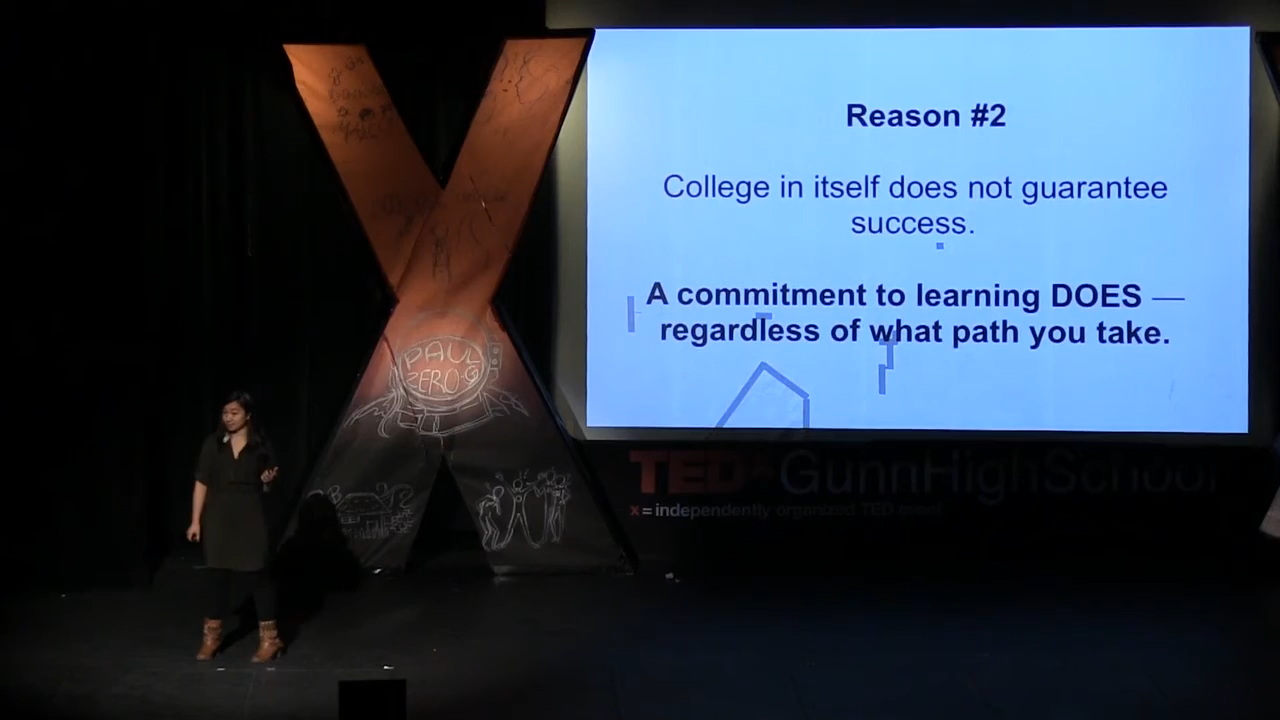 Reason #2
College in itself does not guarantee
success.
A commitment to learning DOES —
regardless of what path you take.
PAUL
ZERO-G
TEDxGunnHighSchool
x = independently organized TED event